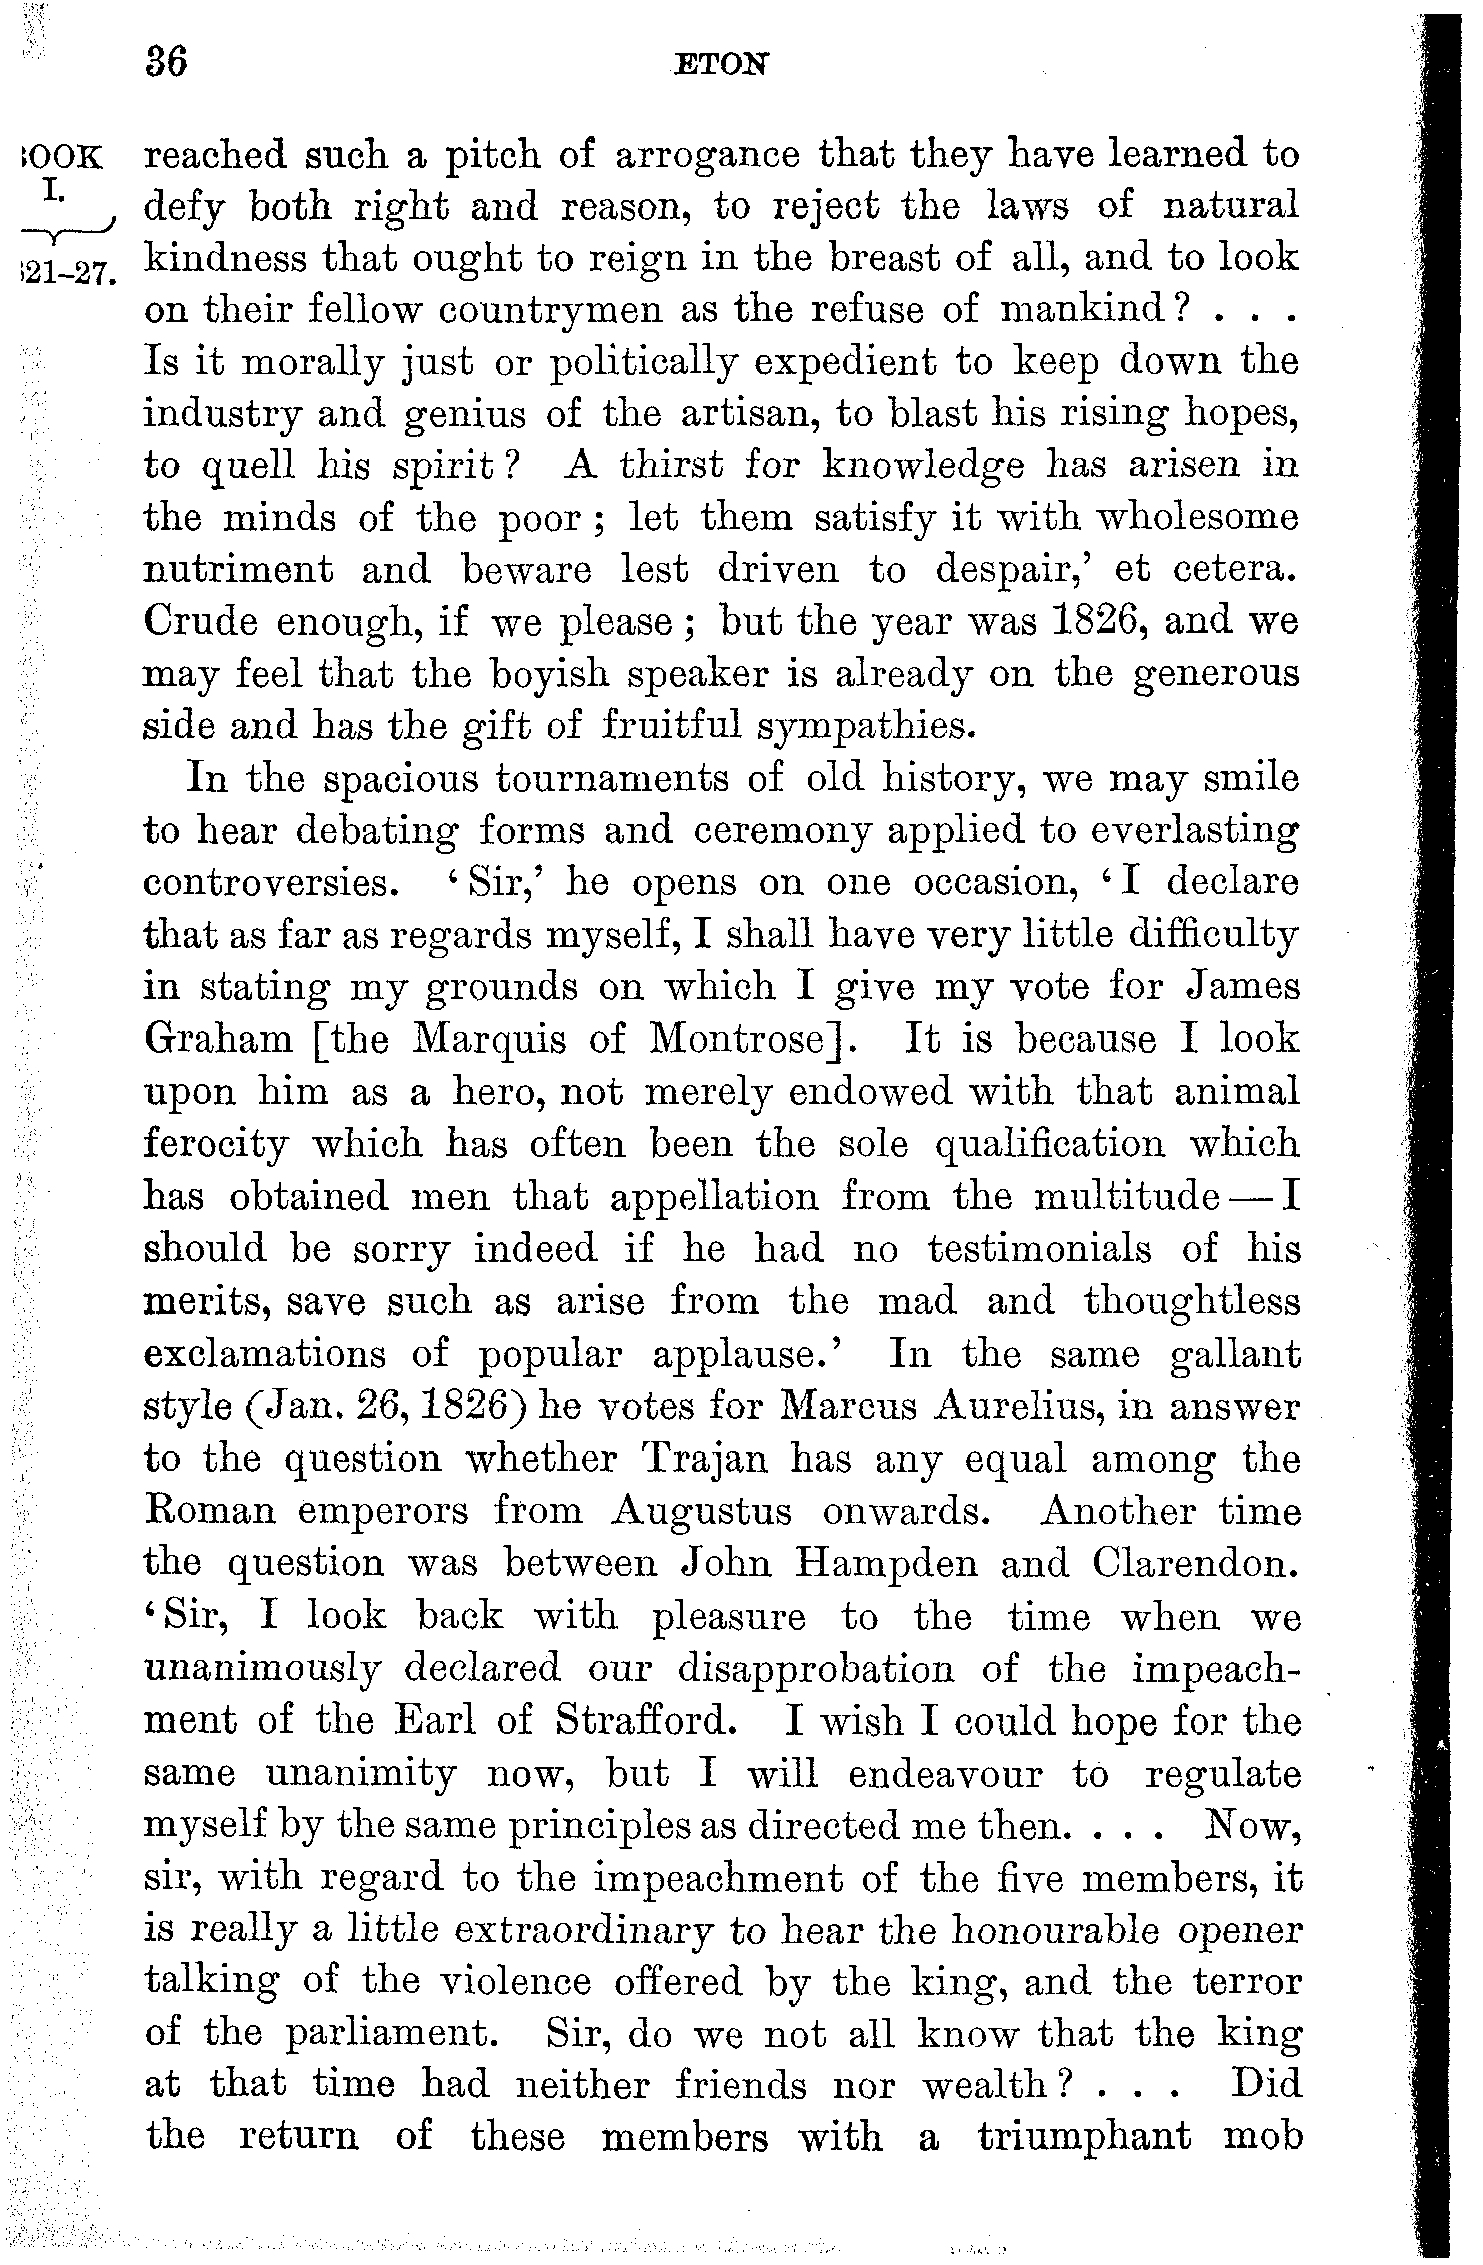 36 ETON
OOK
I.
21–27.
reached such a pitch of arrogance that they have learned to
defy both right and reason, to reject the laws of natural
kindness that ought to reign in the breast of all, and to look
on their fellow countrymen as the refuse of mankind? . . .
Is it morally just or politically expedient to keep down the
industry and genius of the artisan, to blast his rising hopes,
to quell his spirit? A thirst for knowledge has arisen in
the minds of the poor; let them satisfy it with wholesome
nutriment and beware lest driven to despair,’ et cetera.
Crude enough, if we please; but the year was 1826, and we
may feel that the boyish speaker is already on the generous
side and has the gift of fruitful sympathies.
In the spacious tournaments of old history, we may smile
to hear debating forms and ceremony applied to everlasting
controversies. ‘Sir,’ he opens on one occasion, ‘I declare
that as far as regards myself, I shall have very little difficulty
in stating my grounds on which I give my vote for James
Graham [the Marquis of Montrose]. It is because I look
upon him as a hero, not merely endowed with that animal
ferocity which has often been the sole qualification which
has obtained men that appellation from the multitude—I
should be sorry indeed if he had no testimonials of his
merits, save such as arise from the mad and thoughtless
exclamations of popular applause.’ In the same gallant
style (Jan. 26, 1826) he votes for Marcus Aurelius, in answer
to the question whether Trajan has any equal among the
Roman emperors from Augustus onwards. Another time
the question was between John Hampden and Clarendon.
‘Sir, I look back with pleasure to the time when we
unanimously declared our disapprobation of the impeach-
ment of the Earl of Strafford. I wish I could hope for the
same unanimity now, but I will endeavour to regulate
myself by the same principles as directed me then. . . . Now,
sir, with regard to the impeachment of the five members, it
is really a little extraordinary to hear the honourable opener
talking of the violence offered by the king, and the terror
of the parliament. Sir, do we not all know that the king
at that time had neither friends nor wealth? . . . Did
the return of these members with a triumphant mob